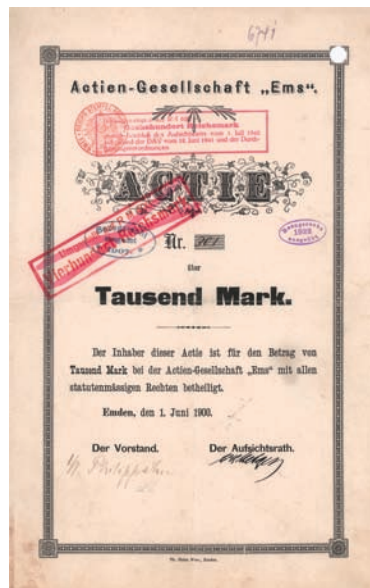 6741
Actien-Gesellschaft „Ems“.
Reichsmark
ACTIE
Nr.
über
Tausend Mark.
Der Inhaber dieser Actie ist für den Betrag von
Tausend Mark bei der Actien-Gesellschaft „Ems“ mit allen
statutenmässigen Rechten betheiligt.
Emden, den 1. Juni 1900.
Der Vorstand. Der Aufsichtsrath.